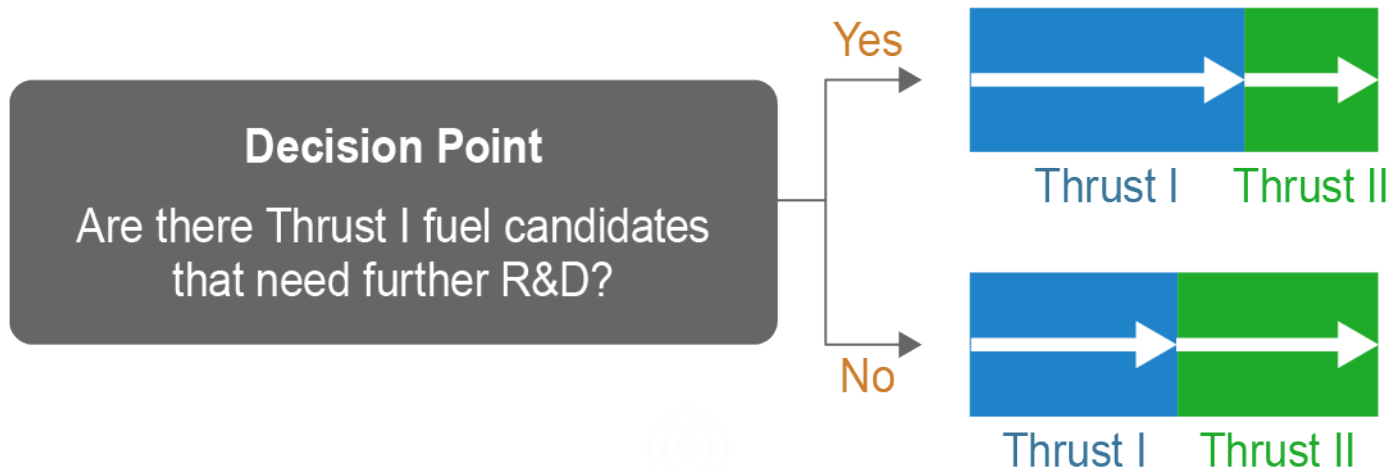 Decision Point
Are there Thrust I fuel candidates
that need further R&D?
Yes
Thrust I
Thrust II
No
Thrust I
Thrust II